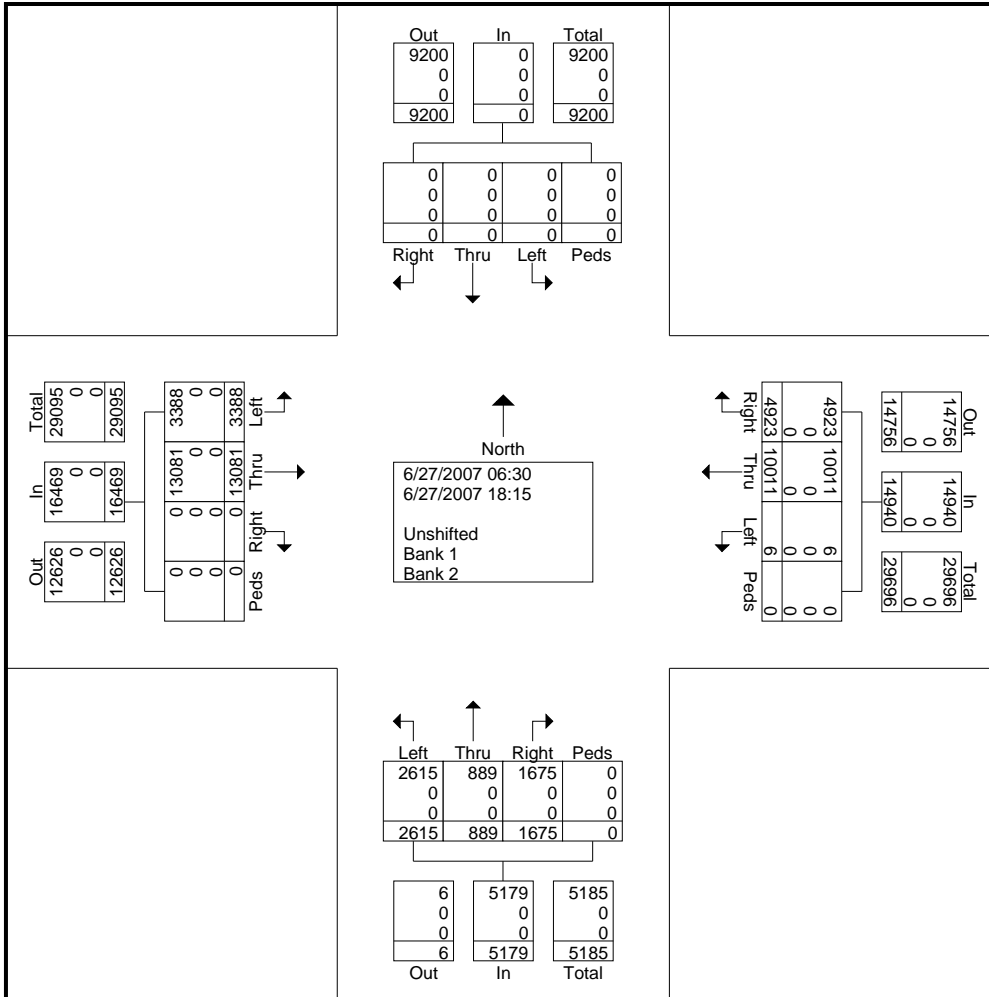 Out In Total
9200 0 9200
0 0 0
0 0 0
9200 0 9200
0 0 0 0
0 0 0 0
0 0 0 0
0 0 0 0
Right Thru Left Peds
Total
29095
0
0
29095
In
16469
0
0
16469
Out
12626
0
0
12626
Left
3388
0
0
3388
Thru
13081
0
0
13081
Right
0
0
0
0
Peds
0
0
0
0
North
6/27/2007 06:30
6/27/2007 18:15
Unshifted
Bank 1
Bank 2
Right
4923
0
0
4923
Thru
10011
0
0
10011
Left
6
0
0
6
Peds
0
0
0
0
Out
14756
0
0
14756
In
14940
0
0
14940
Total
29696
0
0
29696
Left Thru Right Peds
2615 889 1675 0
0 0 0 0
0 0 0 0
2615 889 1675 0
6 5179 5185
0 0 0
0 0 0
6 5179 5185
Out In Total